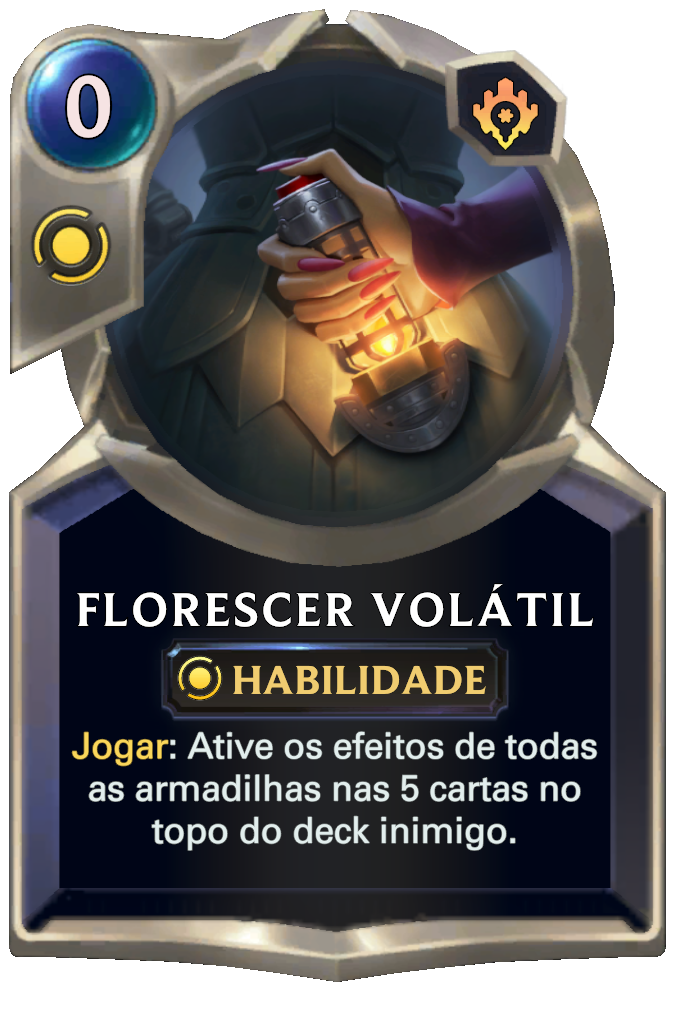 0
FLORESCER VOLÁTIL
HABILIDADE
Jogar: Ative os efeitos de todas
as armadilhas nas 5 cartas no
topo do deck inimigo.